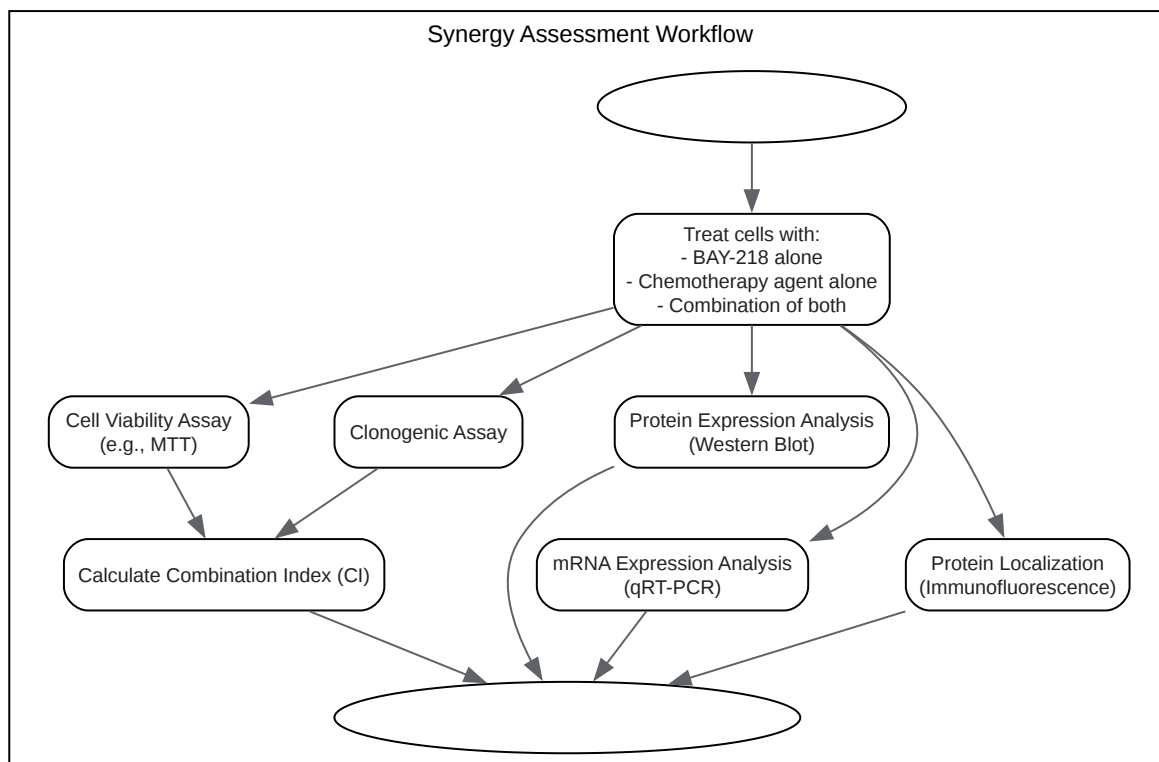 Synergy Assessment Workflow
Treat cells with:
- BAY-218 alone
- Chemotherapy agent alone
- Combination of both
Cell Viability Assay
(e.g., MTT)
Clonogenic Assay
Protein Expression Analysis
(Western Blot)
Calculate Combination Index (CI)
mRNA Expression Analysis
(qRT-PCR)
Protein Localization
(Immunofluorescence)